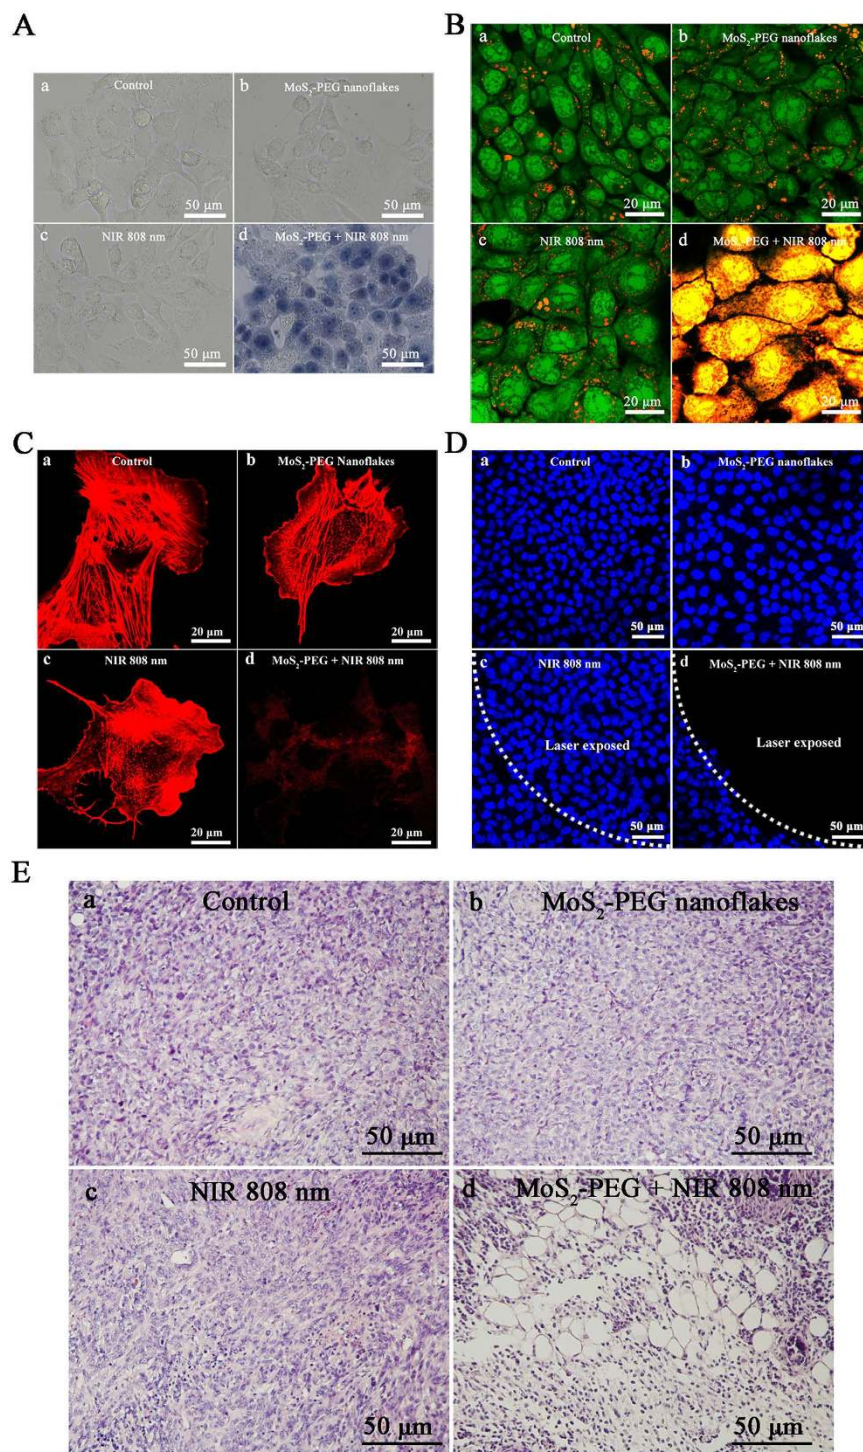 A
B
a
Control
b
MoS₂-PEG nanoflakes
50 μm
50 μm
c
NIR 808 nm
d
MoS₂-PEG + NIR 808 nm
50 μm
50 μm
a
Control
b
MoS₂-PEG nanoflakes
20 μm
20 μm
c
NIR 808 nm
d
MoS₂-PEG + NIR 808 nm
20 μm
20 μm
C
D
a
Control
b
MoS₂-PEG Nanoflakes
20 μm
20 μm
c
NIR 808 nm
d
MoS₂-PEG + NIR 808 nm
20 μm
20 μm
a
Control
b
MoS₂-PEG nanoflakes
50 μm
50 μm
c
NIR 808 nm
Laser exposed
d
MoS₂-PEG + NIR 808 nm
Laser exposed
50 μm
50 μm
E
a
Control
b
MoS₂-PEG nanoflakes
50 μm
50 μm
c
NIR 808 nm
d
MoS₂-PEG + NIR 808 nm
50 μm
50 μm